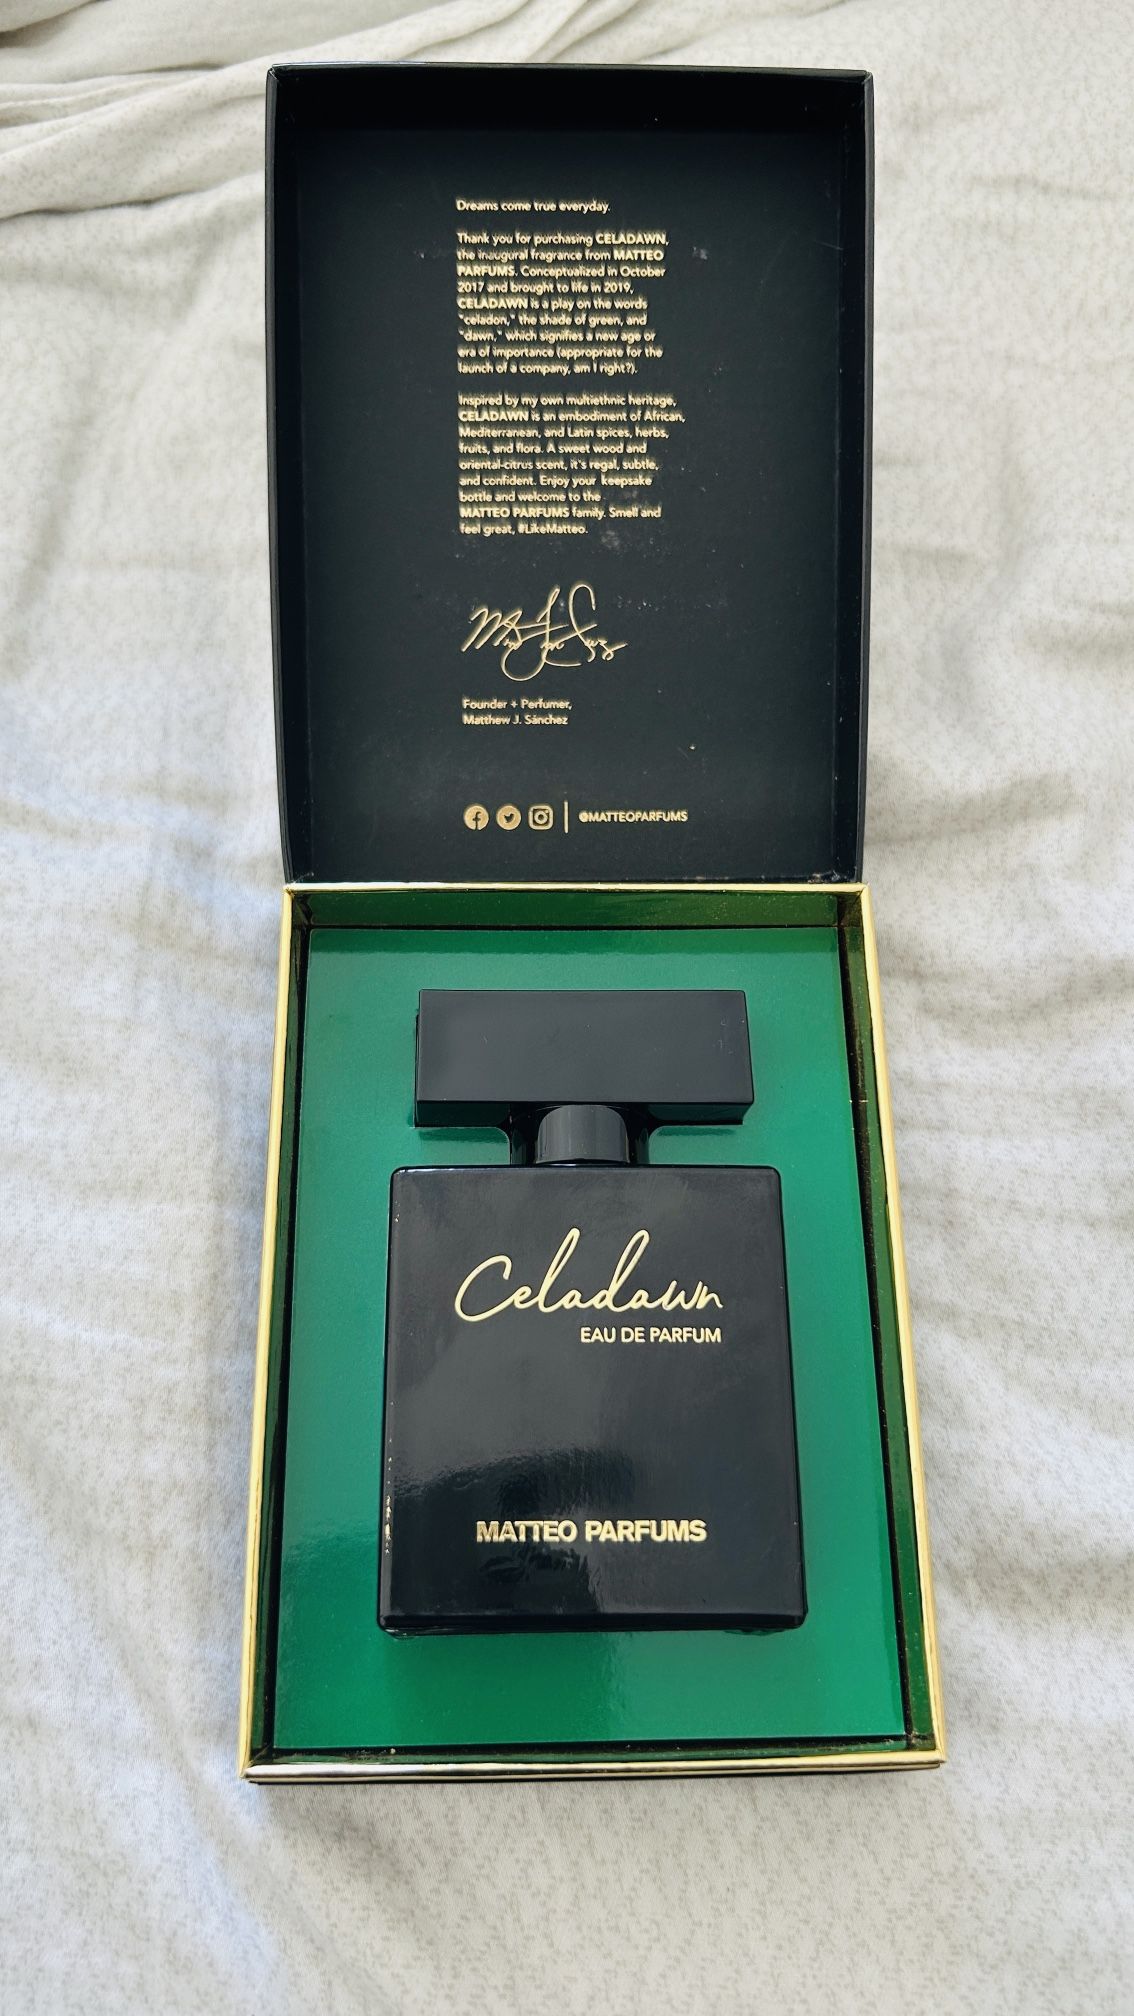 Dreams come true everyday.
Thank you for purchasing CELADAWN,
the inaugural fragrance from MATTEO
PARFUMS. Conceptualized in October
2017 and brought to life in 2019,
CELADAWN is a play on the words
"celadon," the shade of green, and
"dawn," which signifies a new age or
era of importance (appropriate for the
launch of a company, am I right?).
Inspired by my own multiethnic heritage,
CELADAWN is an embodiment of African,
Mediterranean, and Latin spices, herbs,
fruits, and flora. A sweet wood and
oriental-citrus scent, it's regal, subtle,
and confident. Enjoy your keepsake
bottle and welcome to the
MATTEO PARFUMS family. Smell and
feel great, #LikeMatteo.
Founder + Perfumer,
Matthew J. Sánchez
@MATTEOPARFUMS
Celadawn
EAU DE PARFUM
MATTEO PARFUMS